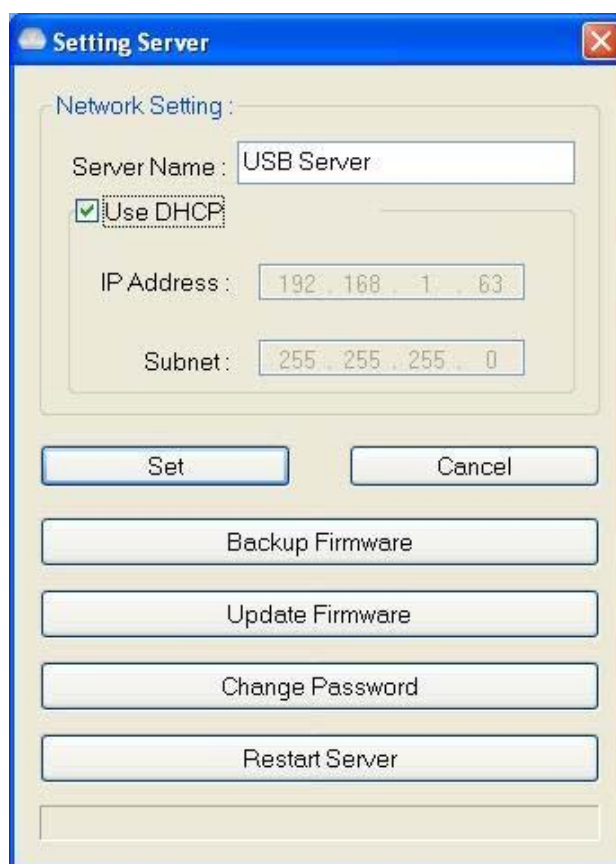 Setting Server
Network Setting :
Server Name : USB Server
Use DHCP
IP Address : 192 . 168 . 1 . 63
Subnet : 255 . 255 . 255 . 0
Set Cancel
Backup Firmware
Update Firmware
Change Password
Restart Server